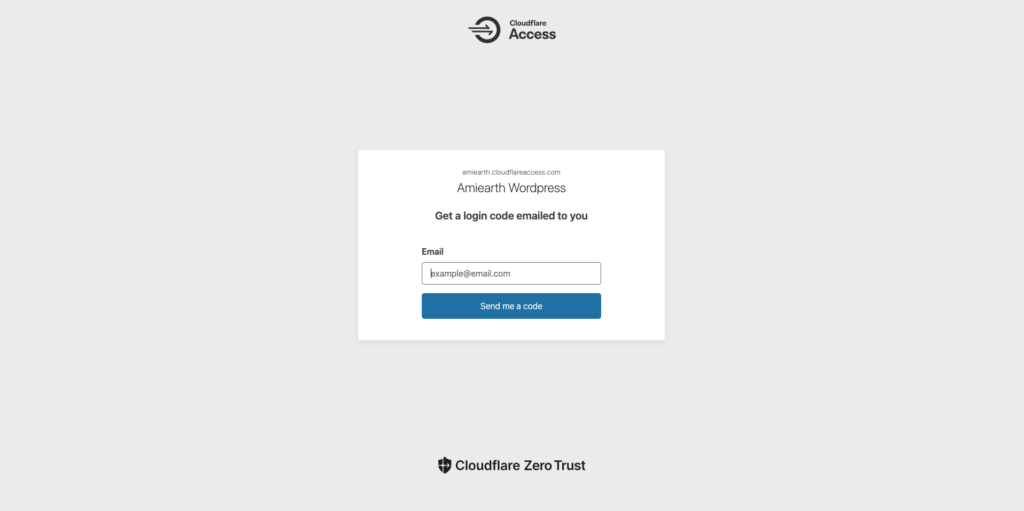 Cloudflare
Access
amiearth.cloudflareaccess.com
Amiearth Wordpress
Get a login code emailed to you
Email
example@email.com
Send me a code
Cloudflare Zero Trust